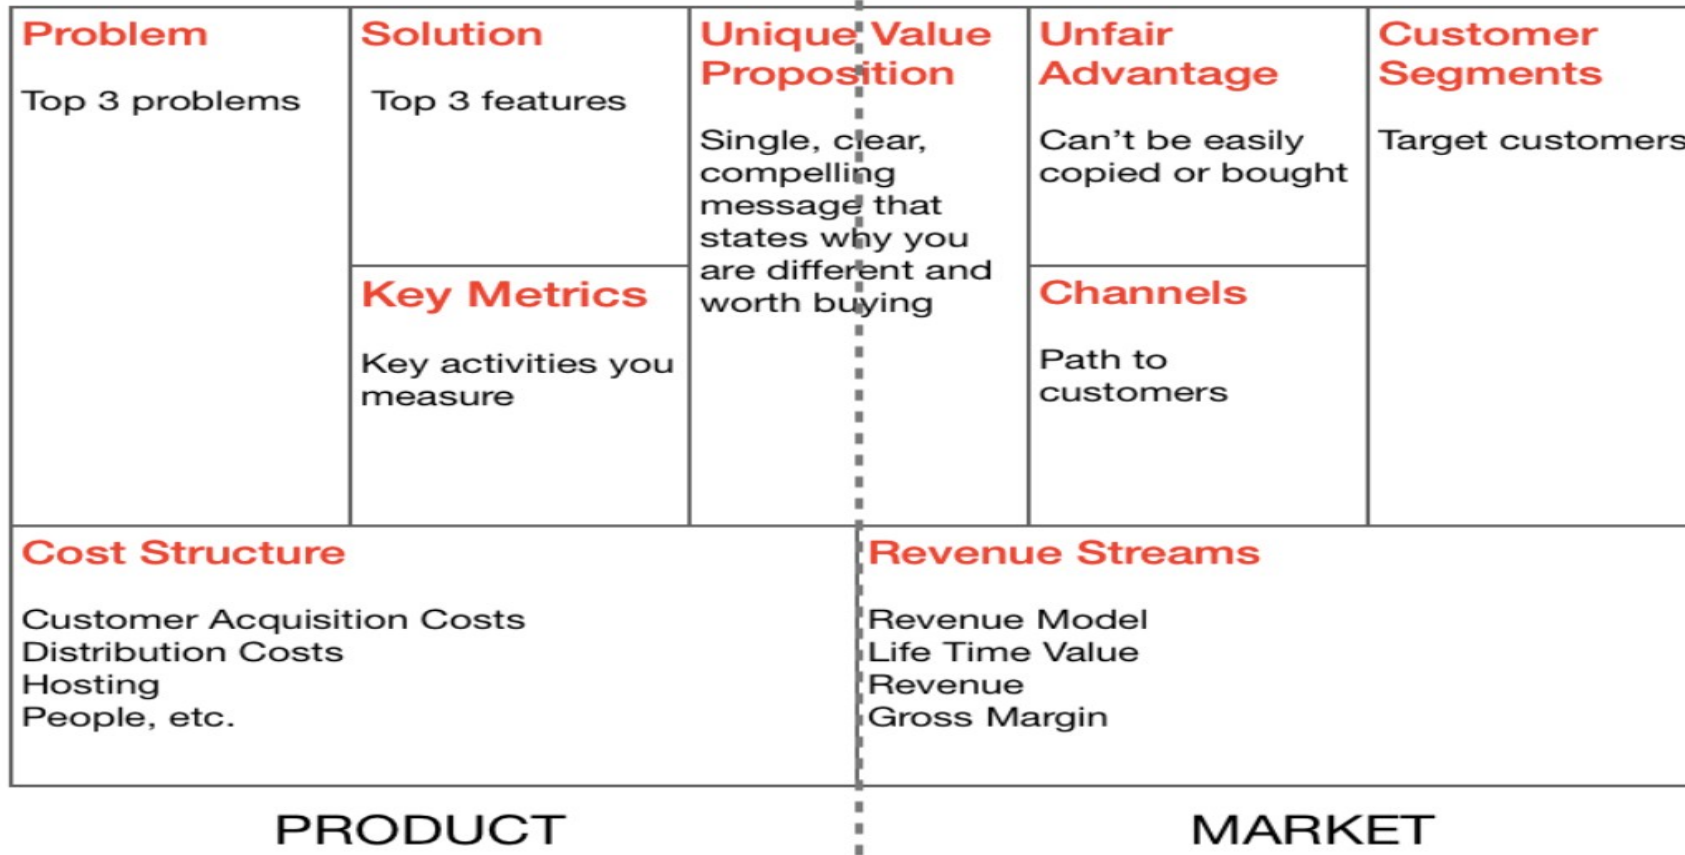 Problem
Top 3 problems
Solution
Top 3 features
Key Metrics
Key activities you
measure
Unique Value
Proposition
Single, clear,
compelling
message that
states why you
are different and
worth buying
Unfair
Advantage
Can't be easily
copied or bought
Channels
Path to
customers
Customer
Segments
Target customers
Cost Structure
Customer Acquisition Costs
Distribution Costs
Hosting
People, etc.
Revenue Streams
Revenue Model
Life Time Value
Revenue
Gross Margin
PRODUCT
MARKET